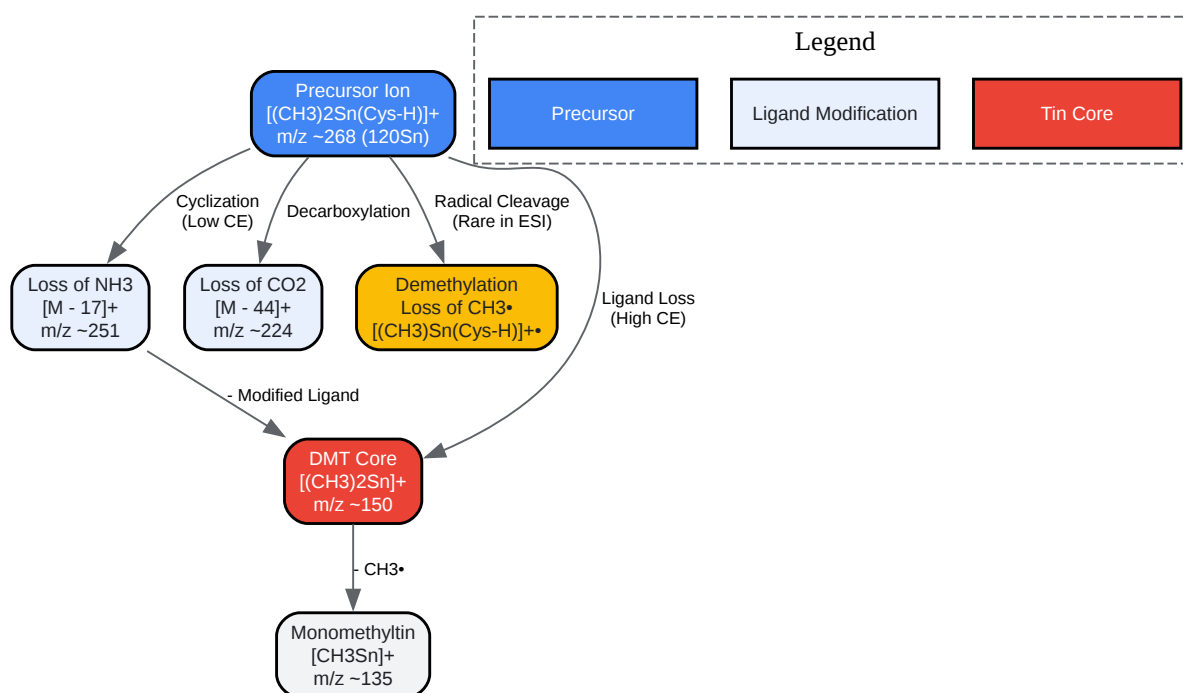 Legend
Precursor
Ligand Modification
Tin Core
Precursor Ion
[(CH3)2Sn(Cys-H)]+
m/z ~268 (120Sn)
Cyclization
(Low CE)
Decarboxylation
Radical Cleavage
(Rare in ESI)
Ligand Loss
(High CE)
Loss of NH3
[M - 17]+
m/z ~251
Loss of CO2
[M - 44]+
m/z ~224
Demethylation
Loss of CH3•
[(CH3)Sn(Cys-H)]+•
- Modified Ligand
DMT Core
[(CH3)2Sn]+
m/z ~150
- CH3•
Monomethyltin
[CH3Sn]+
m/z ~135